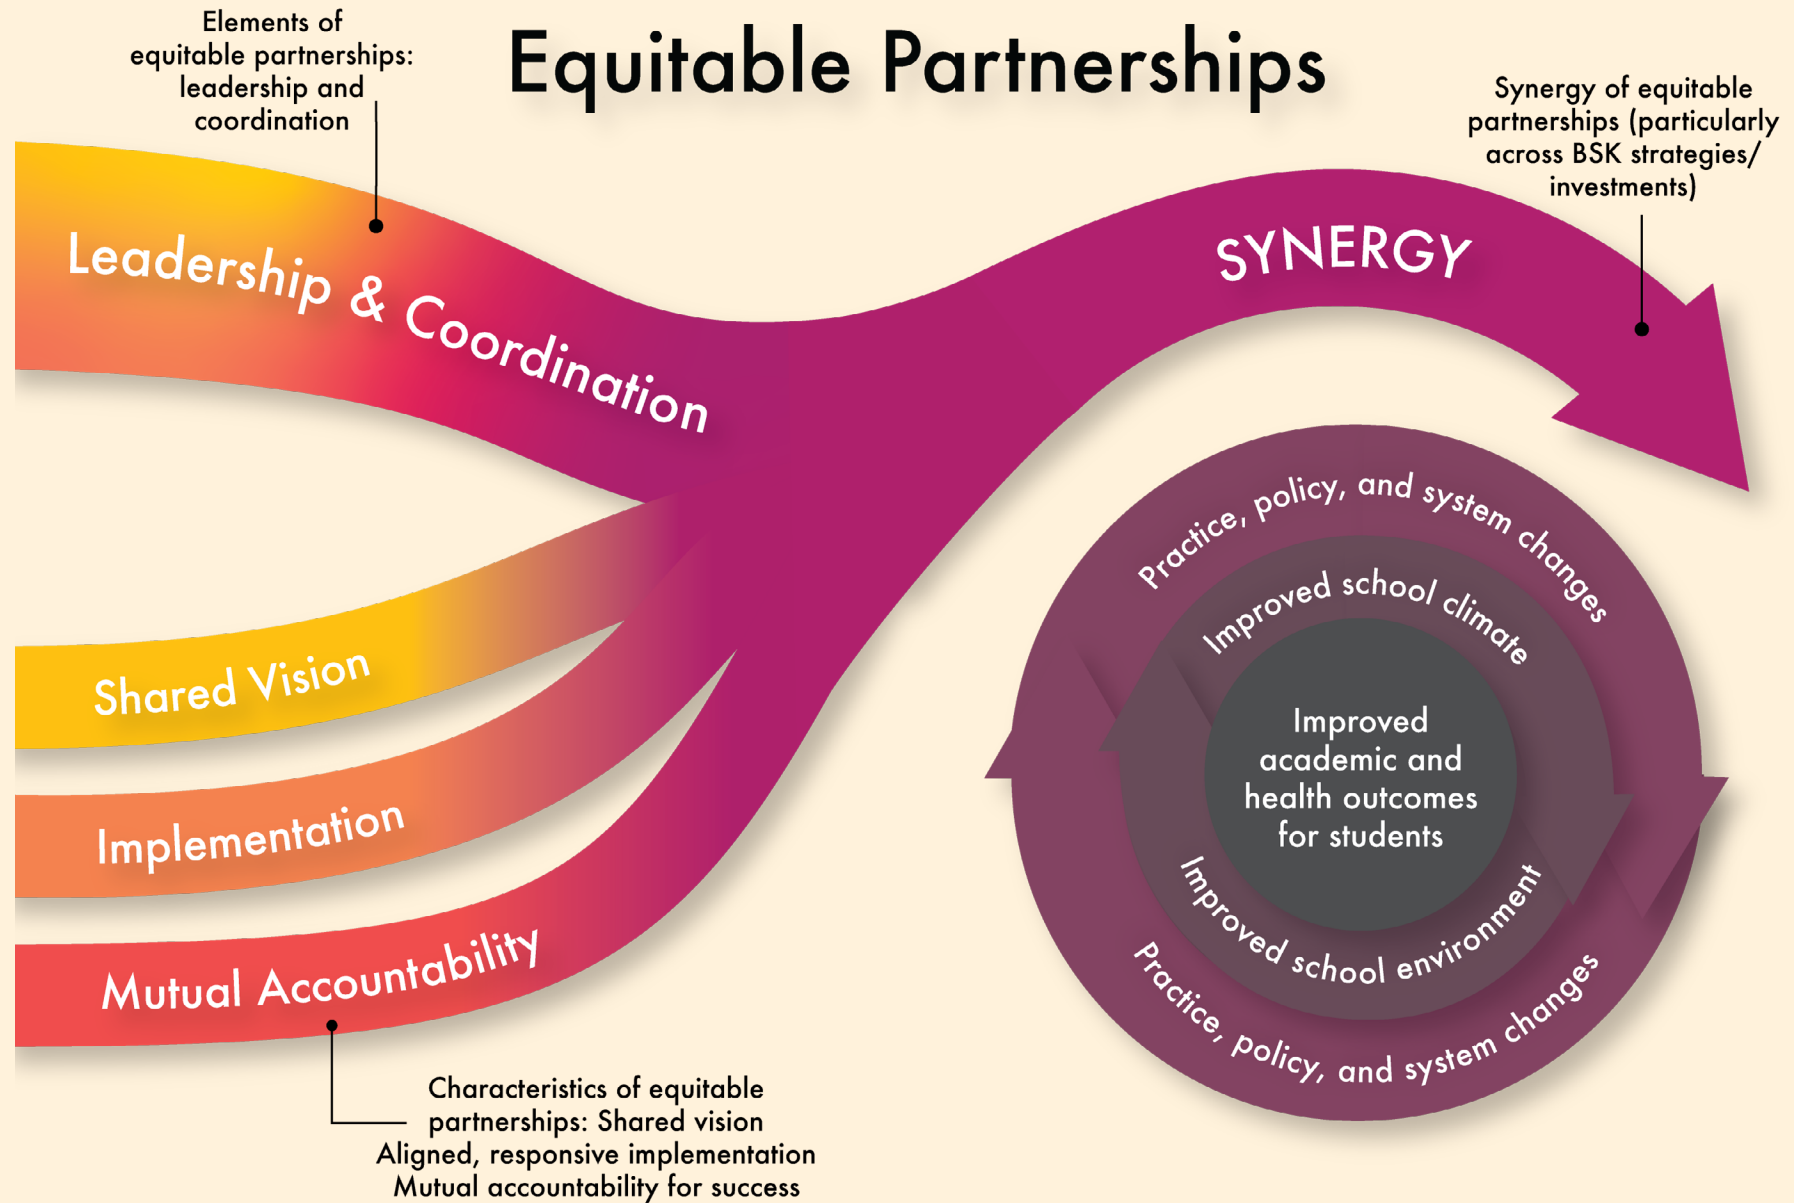 Equitable Partnerships
Elements of
equitable partnerships:
leadership and
coordination
Synergy of equitable
partnerships (particularly
across BSK strategies/
investments)
Leadership & Coordination
SYNERGY
Shared Vision
Implementation
Mutual Accountability
Characteristics of equitable
partnerships: Shared vision
Aligned, responsive implementation
Mutual accountability for success
Practice, policy, and system changes
Improved school climate
Improved
academic and
health outcomes
for students
Improved school environment
Practice, policy, and system changes